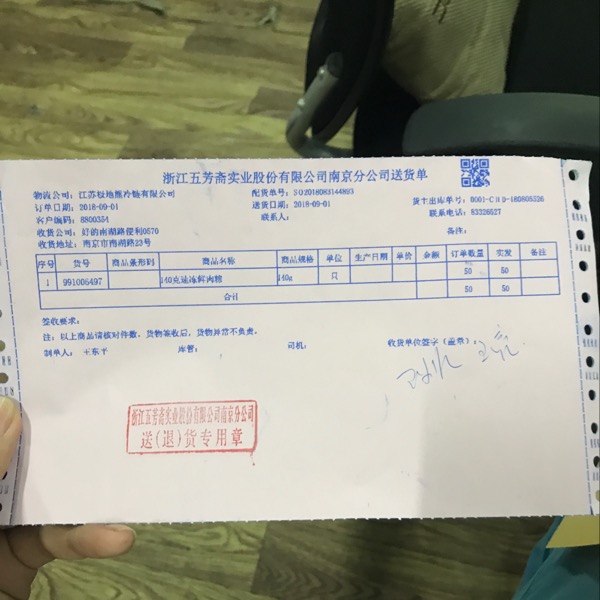 浙江五芳斋实业股份有限公司南京分公司送货单
物流公司：江苏极地熊冷链有限公司 配货单号：SO2018083144893 货主出库单号：0001-CHD-180805526
订单日期：2018-09-01 送货日期：2018-09-01 联系电话：83326527
客户编码：8800354 联系人：
收货公司：好的南湖路便利0570 备注：
收货地址：南京市南湖路23号
序号 货号 商品条形码 商品名称 商品规格 单位 生产日期 单价 金额 订单数量 实发 备注
1 991005497 140克速冻鲜肉粽 140g 只 50 50
合计 50 50
签收要求：
注：以上商品请核对件数，货物签收后，货物异常不负责。
制单人：王东平 库管： 司机： 收货单位签字（盖章）：
浙江五芳斋实业股份有限公司南京分公司
送（退）货专用章